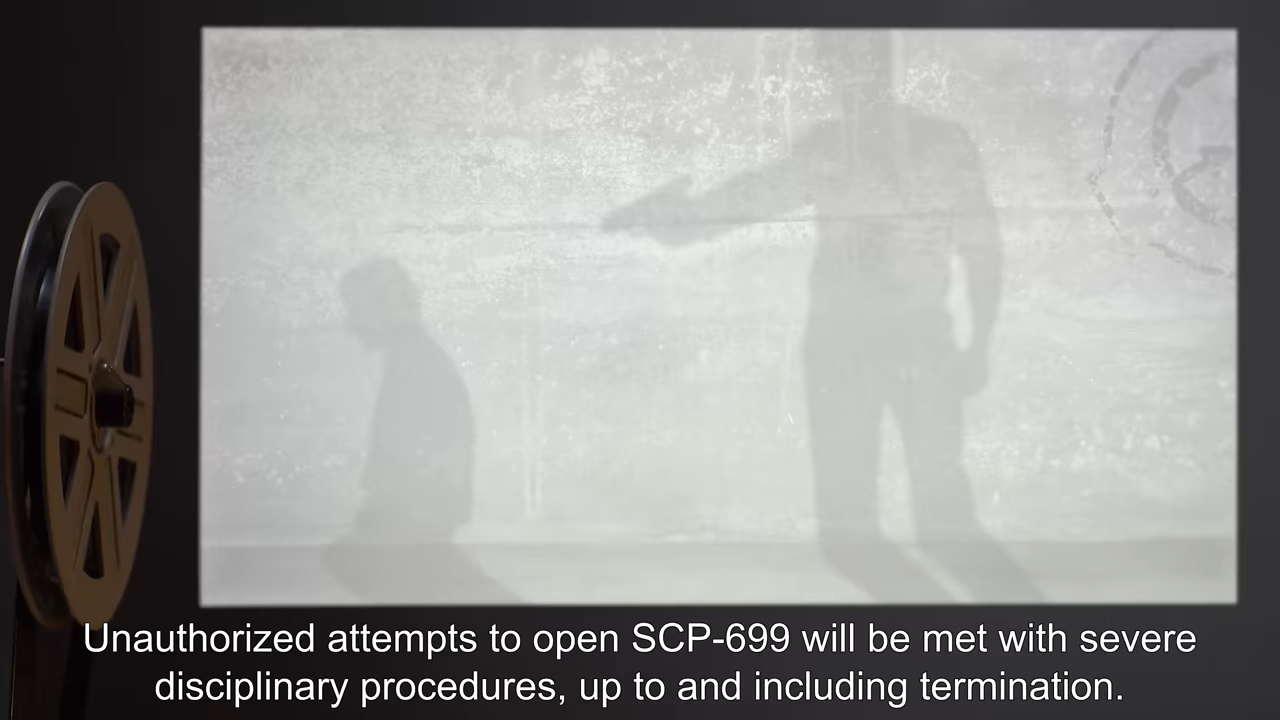 Unauthorized attempts to open SCP-699 will be met with severe
disciplinary procedures, up to and including termination.